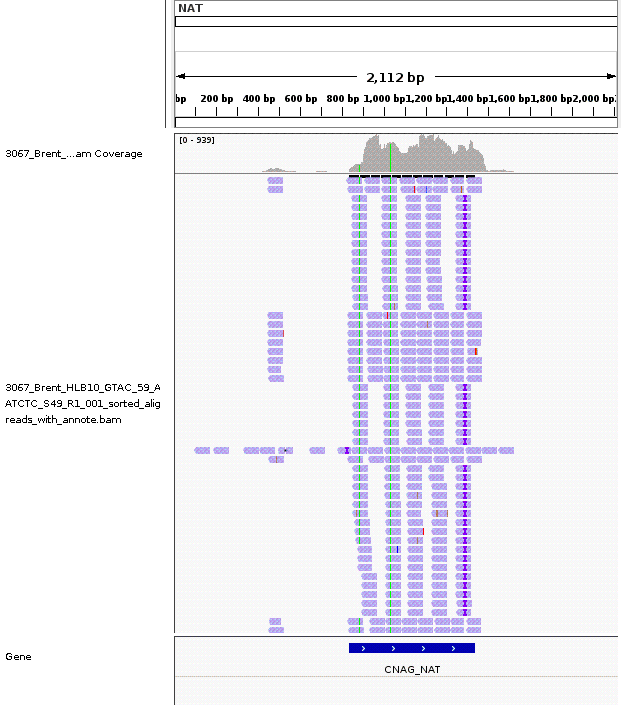 NAT
2,112 bp
bp 200 bp 400 bp 600 bp 800 bp 1,000 bp 1,200 bp 1,400 bp 1,600 bp 1,800 bp 2,000 bp
[0 - 939]
3067_Brent_...am Coverage
3067_Brent_HLB10_GTAC_59_A
ATCTC_S49_R1_001_sorted_alig
reads_with_annote.bam
Gene
CNAG_NAT